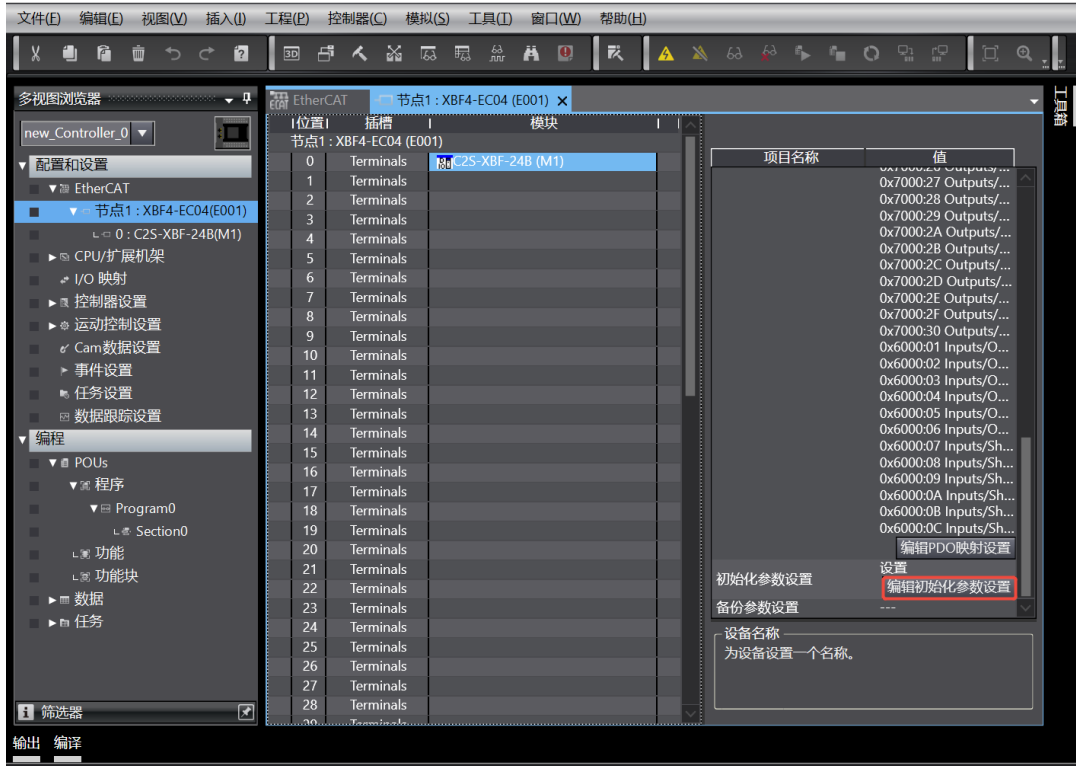 文件(F) 编辑(E) 视图(V) 插入(I) 工程(P) 控制器(C) 模拟(S) 工具(T) 窗口(W) 帮助(H)
多视图浏览器
new_Controller_0
配置和设置
EtherCAT
节点1 : XBF4-EC04(E001)
0 : C2S-XBF-24B(M1)
CPU/扩展机架
I/O 映射
控制器设置
运动控制设置
Cam数据设置
事件设置
任务设置
数据跟踪设置
编程
POUs
程序
Program0
Section0
功能
功能块
数据
任务
筛选器
输出 编译
EtherCAT 节点1 : XBF4-EC04 (E001)
位置 插槽 模块
节点1 : XBF4-EC04 (E001)
0 Terminals C2S-XBF-24B (M1)
1 Terminals
2 Terminals
3 Terminals
4 Terminals
5 Terminals
6 Terminals
7 Terminals
8 Terminals
9 Terminals
10 Terminals
11 Terminals
12 Terminals
13 Terminals
14 Terminals
15 Terminals
16 Terminals
17 Terminals
18 Terminals
19 Terminals
20 Terminals
21 Terminals
22 Terminals
23 Terminals
24 Terminals
25 Terminals
26 Terminals
27 Terminals
28 Terminals
项目名称 值
0x7000:27 Outputs/...
0x7000:28 Outputs/...
0x7000:29 Outputs/...
0x7000:2A Outputs/...
0x7000:2B Outputs/...
0x7000:2C Outputs/...
0x7000:2D Outputs/...
0x7000:2E Outputs/...
0x7000:2F Outputs/...
0x7000:30 Outputs/...
0x6000:01 Inputs/O...
0x6000:02 Inputs/O...
0x6000:03 Inputs/O...
0x6000:04 Inputs/O...
0x6000:05 Inputs/O...
0x6000:06 Inputs/O...
0x6000:07 Inputs/Sh...
0x6000:08 Inputs/Sh...
0x6000:09 Inputs/Sh...
0x6000:0A Inputs/Sh...
0x6000:0B Inputs/Sh...
0x6000:0C Inputs/Sh...
编辑PDO映射设置
初始化参数设置 设置
编辑初始化参数设置
备份参数设置 ---
设备名称
为设备设置一个名称。
工具箱